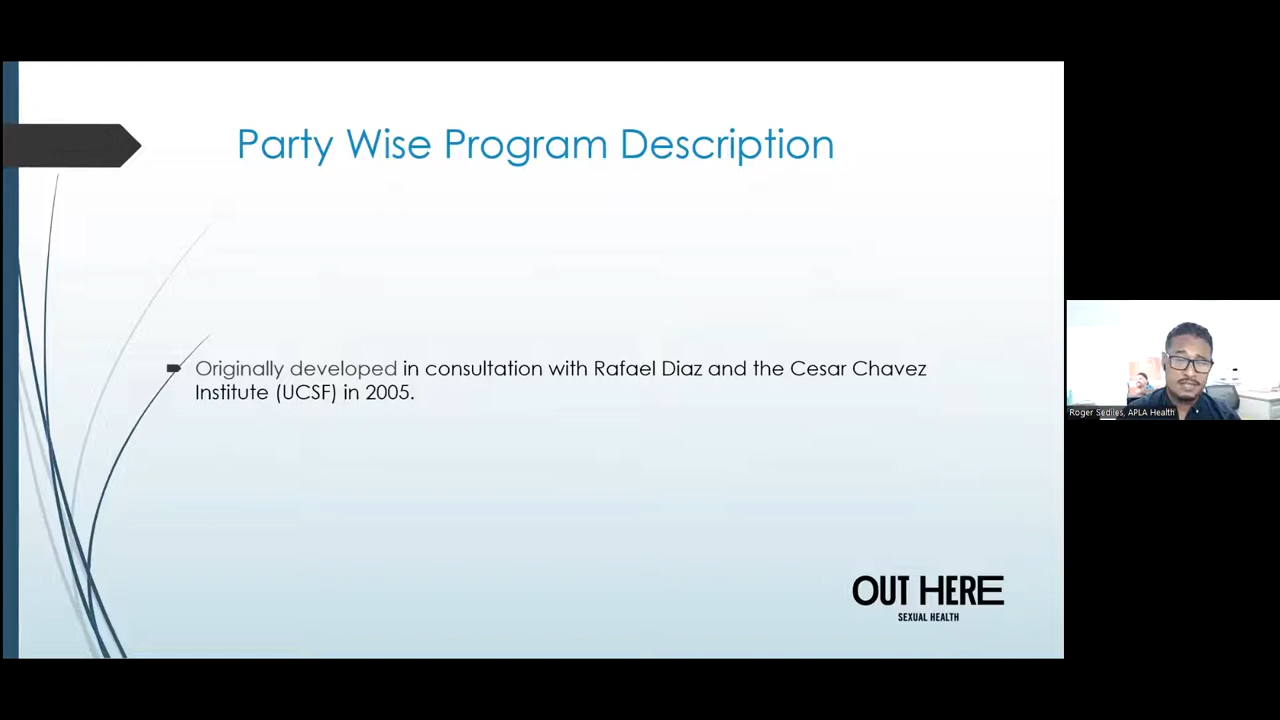 Party Wise Program Description
Originally developed in consultation with Rafael Diaz and the Cesar Chavez
Institute (UCSF) in 2005.
OUT HERE
SEXUAL HEALTH
Roger Sediles, APLA Health